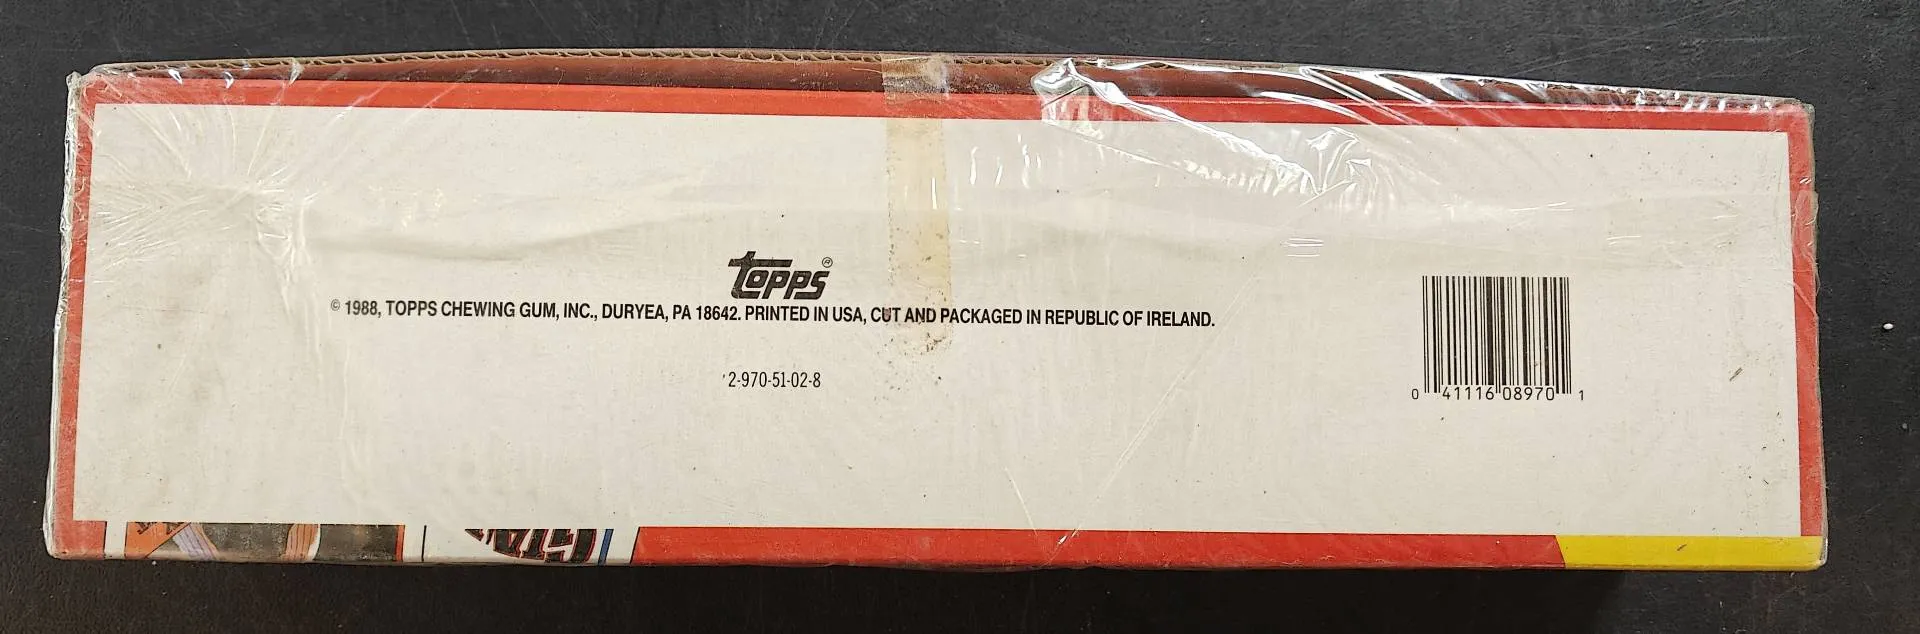 topps®
© 1988, TOPPS CHEWING GUM, INC., DURYEA, PA 18642. PRINTED IN USA, CUT AND PACKAGED IN REPUBLIC OF IRELAND.
2-970-51-02-8
0 41116 08970 1